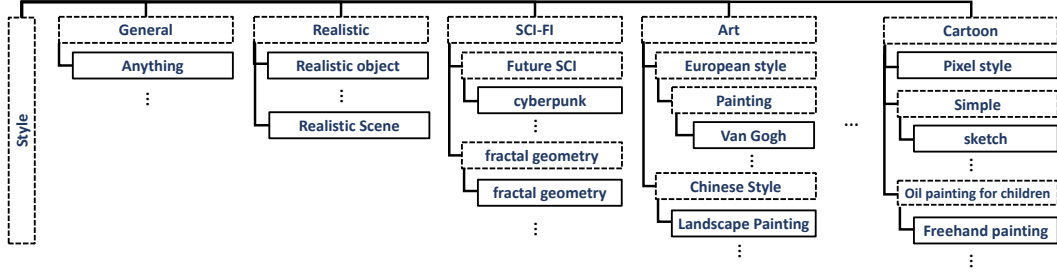 Style
General
Anything
⋮
Realistic
Realistic object
⋮
Realistic Scene
⋮
SCI-FI
Future SCI
cyberpunk
⋮
fractal geometry
fractal geometry
⋮
Art
European style
Painting
Van Gogh
⋮
Chinese Style
Landscape Painting
⋮
...
Cartoon
Pixel style
Simple
sketch
⋮
Oil painting for children
Freehand painting
⋮